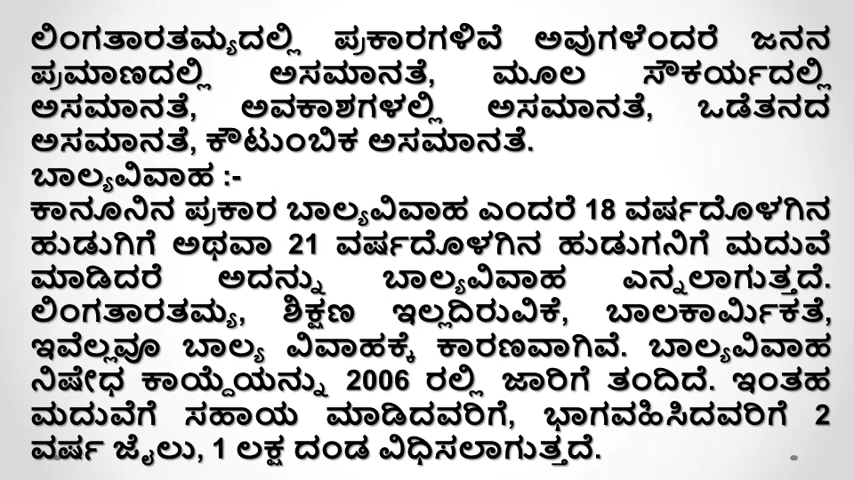 ಲಿಂಗತಾರತಮ್ಯದಲ್ಲಿ ಪ್ರಕಾರಗಳಿವೆ ಅವುಗಳೆಂದರೆ ಜನನ
ಪ್ರಮಾಣದಲ್ಲಿ ಅಸಮಾನತೆ, ಮೂಲ ಸೌಕರ್ಯದಲ್ಲಿ
ಅಸಮಾನತೆ, ಅವಕಾಶಗಳಲ್ಲಿ ಅಸಮಾನತೆ, ಒಡೆತನದ
ಅಸಮಾನತೆ, ಕೌಟುಂಬಿಕ ಅಸಮಾನತೆ.
ಬಾಲ್ಯವಿವಾಹ :-
ಕಾನೂನಿನ ಪ್ರಕಾರ ಬಾಲ್ಯವಿವಾಹ ಎಂದರೆ 18 ವರ್ಷದೊಳಗಿನ
ಹುಡುಗಿಗೆ ಅಥವಾ 21 ವರ್ಷದೊಳಗಿನ ಹುಡುಗನಿಗೆ ಮದುವೆ
ಮಾಡಿದರೆ ಅದನ್ನು ಬಾಲ್ಯವಿವಾಹ ಎನ್ನಲಾಗುತ್ತದೆ.
ಲಿಂಗತಾರತಮ್ಯ, ಶಿಕ್ಷಣ ಇಲ್ಲದಿರುವಿಕೆ, ಬಾಲಕಾರ್ಮಿಕತೆ,
ಇವೆಲ್ಲವೂ ಬಾಲ್ಯ ವಿವಾಹಕ್ಕೆ ಕಾರಣವಾಗಿವೆ. ಬಾಲ್ಯವಿವಾಹ
ನಿಷೇಧ ಕಾಯ್ದೆಯನ್ನು 2006 ರಲ್ಲಿ ಜಾರಿಗೆ ತಂದಿದೆ. ಇಂತಹ
ಮದುವೆಗೆ ಸಹಾಯ ಮಾಡಿದವರಿಗೆ, ಭಾಗವಹಿಸಿದವರಿಗೆ 2
ವರ್ಷ ಜೈಲು, 1 ಲಕ್ಷ ದಂಡ ವಿಧಿಸಲಾಗುತ್ತದೆ.